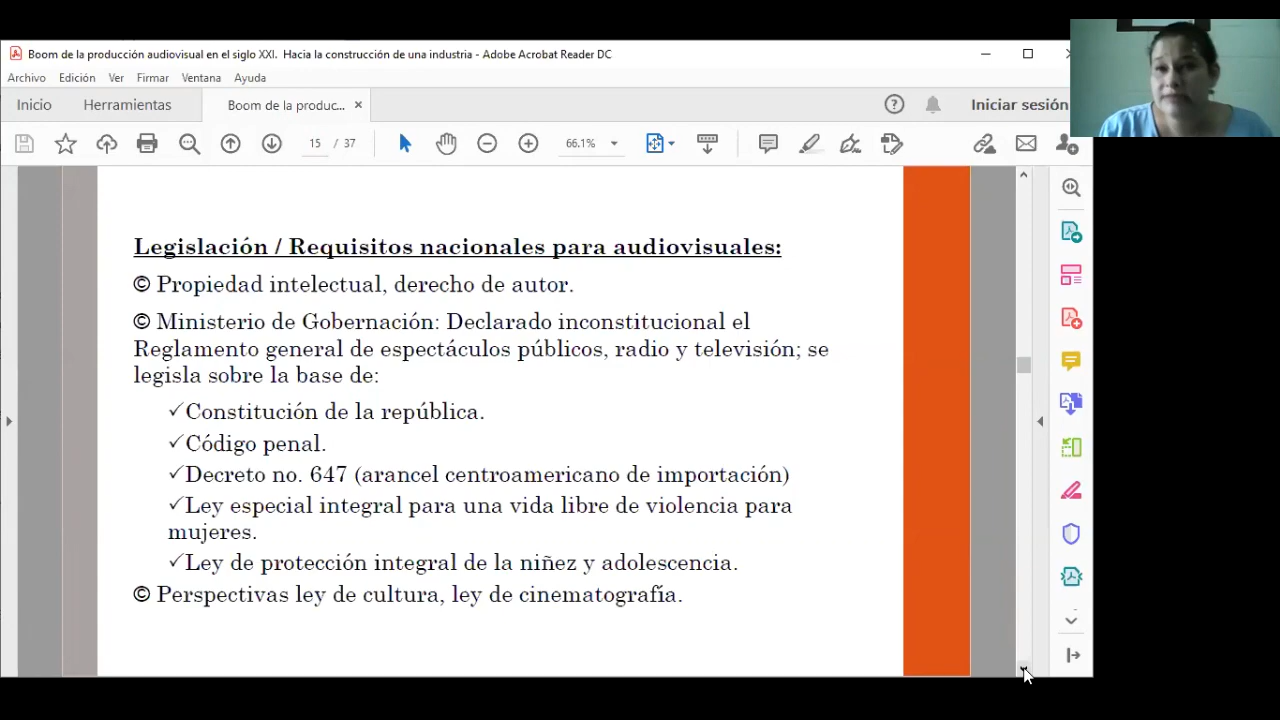 Boom de la producción audiovisual en el siglo XXI. Hacia la construcción de una industria - Adobe Acrobat Reader DC
Archivo Edición Ver Firmar Ventana Ayuda
Inicio Herramientas Boom de la produc... Iniciar sesión
15 / 37 66.1%
Legislación / Requisitos nacionales para audiovisuales:
© Propiedad intelectual, derecho de autor.
© Ministerio de Gobernación: Declarado inconstitucional el
Reglamento general de espectáculos públicos, radio y televisión; se
legisla sobre la base de:
✓Constitución de la república.
✓Código penal.
✓Decreto no. 647 (arancel centroamericano de importación)
✓Ley especial integral para una vida libre de violencia para
mujeres.
✓Ley de protección integral de la niñez y adolescencia.
© Perspectivas ley de cultura, ley de cinematografía.